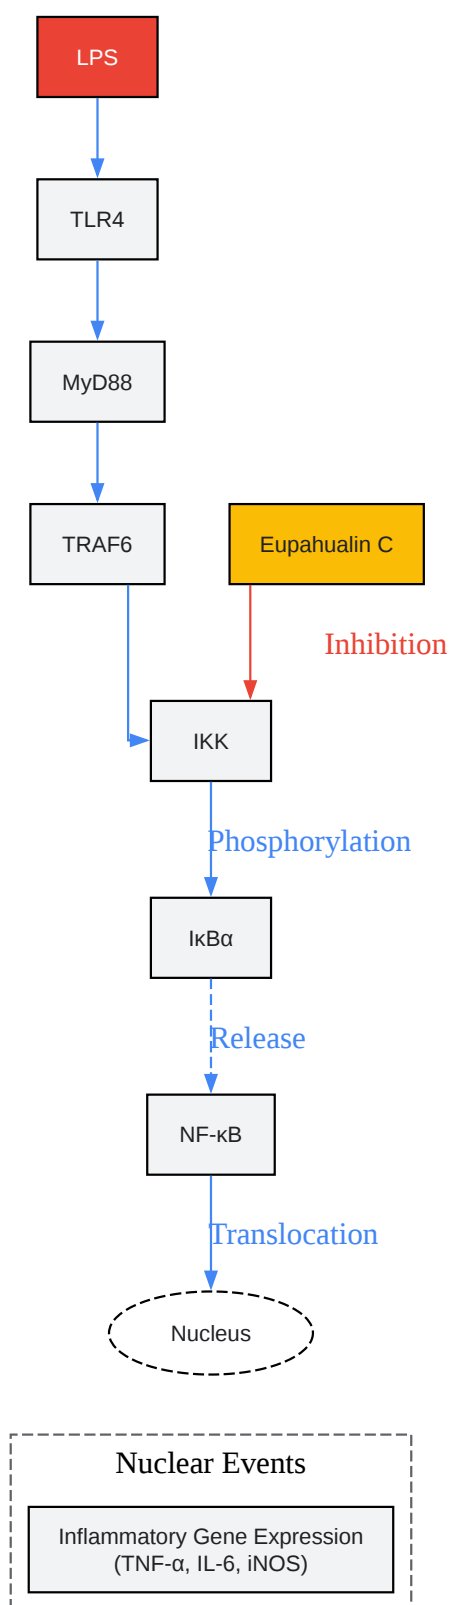 LPS
TLR4
MyD88
TRAF6
Eupahualin C
Inhibition
IKK
Phosphorylation
IκBα
Release
NF-κB
Translocation
Nucleus
Nuclear Events
Inflammatory Gene Expression
(TNF-α, IL-6, iNOS)